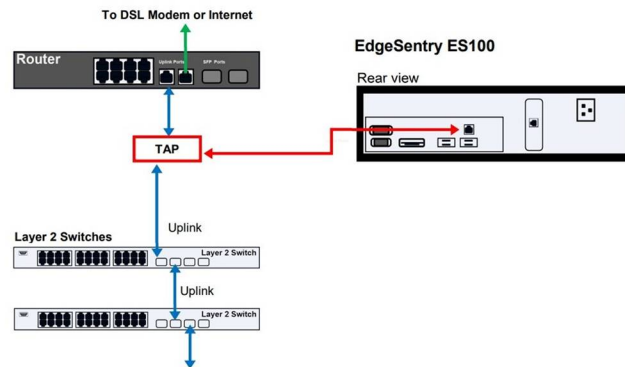 To DSL Modem or Internet
Router
Uplink Ports
SFP Ports
EdgeSentry ES100
Rear view
TAP
Uplink
Layer 2 Switches
Layer 2 Switch
Uplink
Layer 2 Switch